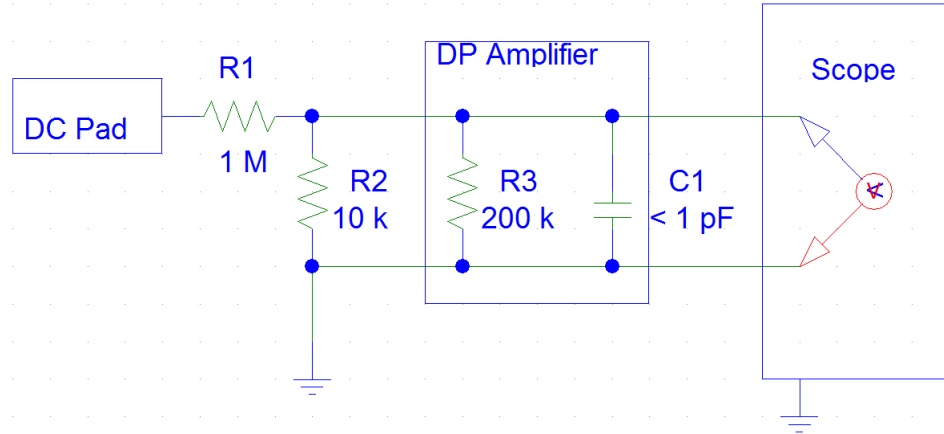 DP Amplifier
R1
Scope
DC Pad
1 M
R2
10 k
R3
200 k
C1
< 1 pF
A